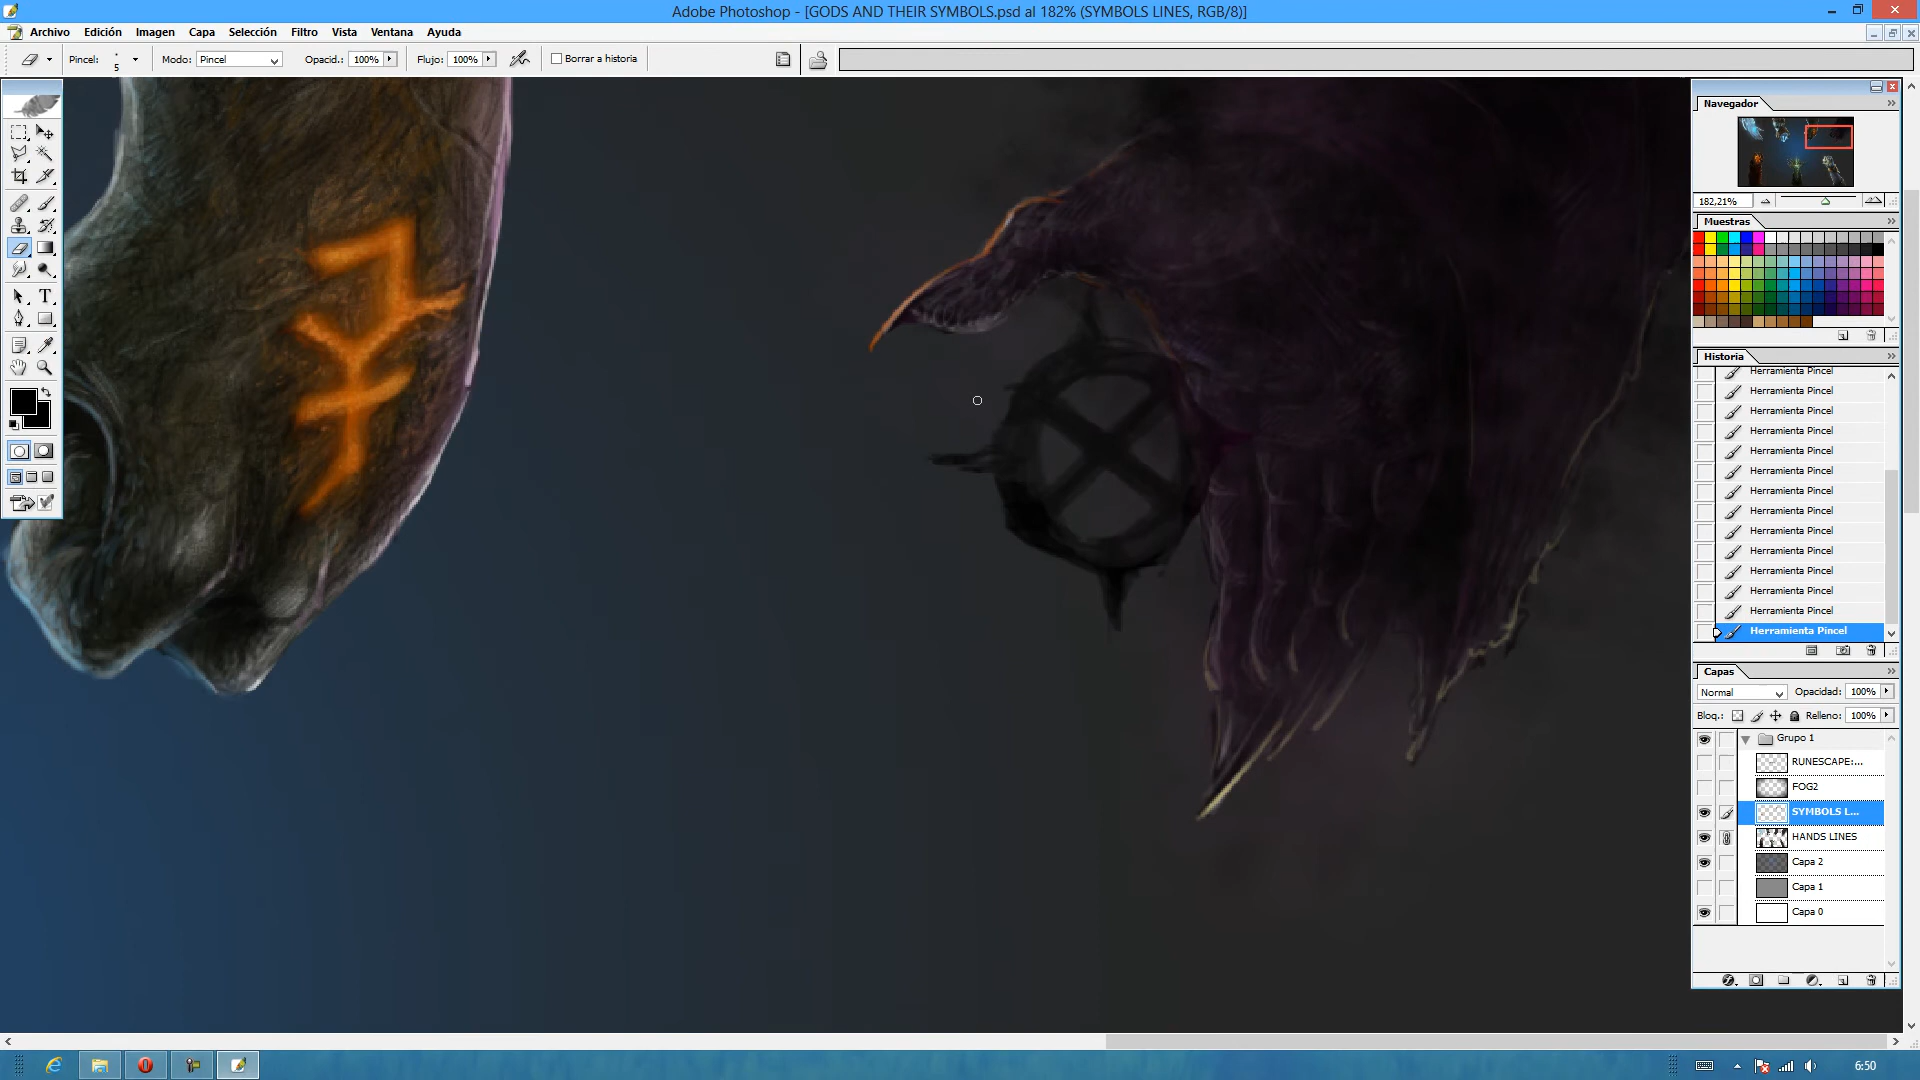 Adobe Photoshop - [GODS AND THEIR SYMBOLS.psd al 182% (SYMBOLS LINES, RGB/8)]
Archivo Edición Imagen Capa Selección Filtro Vista Ventana Ayuda
Pincel: 5 Modo: Pincel Opacid.: 100% Flujo: 100% Borrar a historia
Navegador
182,21%
Muestras
Historia
Herramienta Pincel
Herramienta Pincel
Herramienta Pincel
Herramienta Pincel
Herramienta Pincel
Herramienta Pincel
Herramienta Pincel
Herramienta Pincel
Herramienta Pincel
Herramienta Pincel
Herramienta Pincel
Herramienta Pincel
Herramienta Pincel
Herramienta Pincel
Capas
Normal Opacidad: 100%
Bloq.: Relleno: 100%
Grupo 1
RUNESCAPE:...
FOG2
SYMBOLS L...
HANDS LINES
Capa 2
Capa 1
Capa 0
6:50